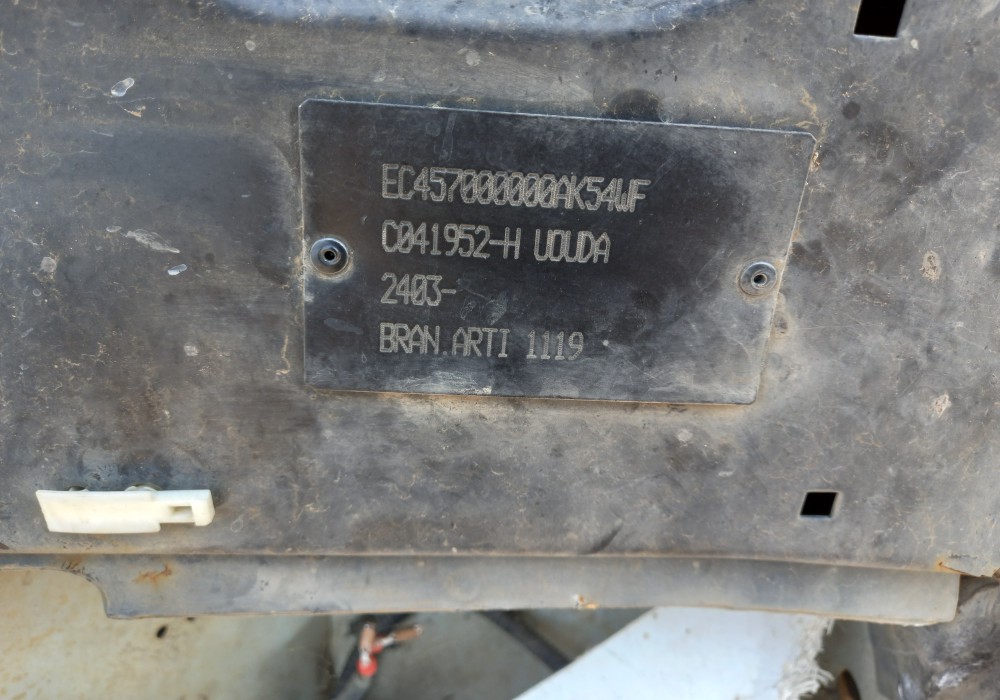 EC457000000AK54WF
C041952-H UOUDA
2403-
BRAN.ARTI 1119